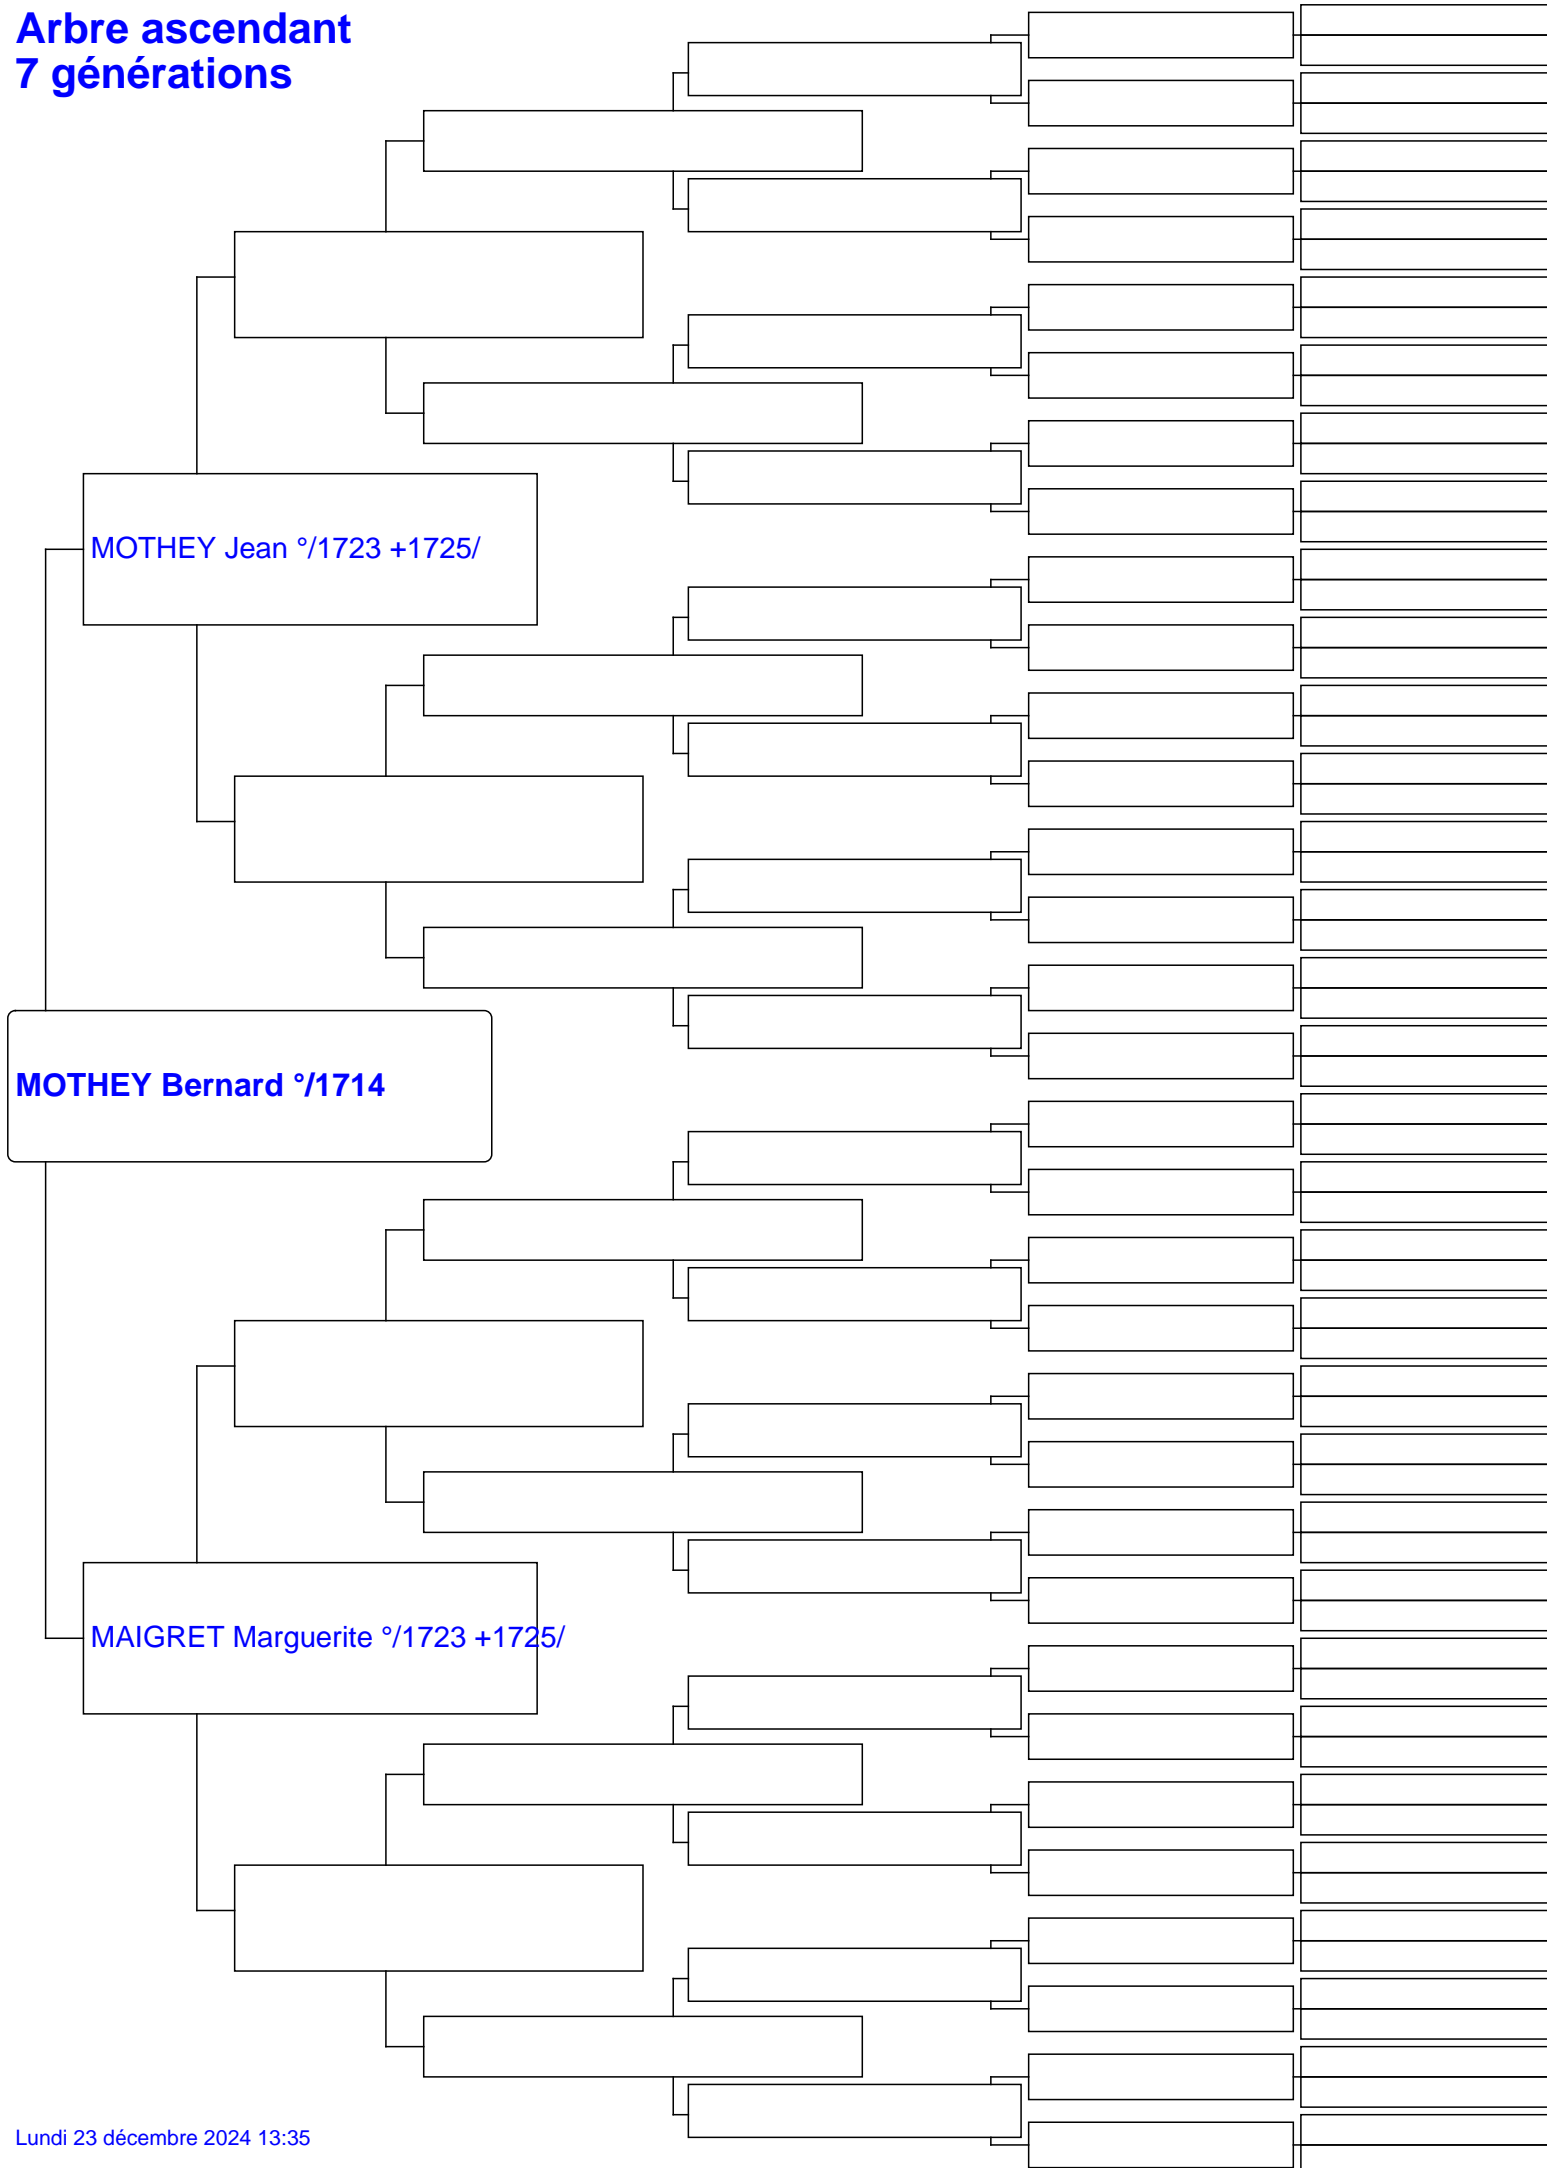 Arbre ascendant
7 générations
MOTHEY Jean °/1723 +1725/
MOTHEY Bernard °/1714
MAIGRET Marguerite °/1723 +1725/
Lundi 23 décembre 2024 13:35